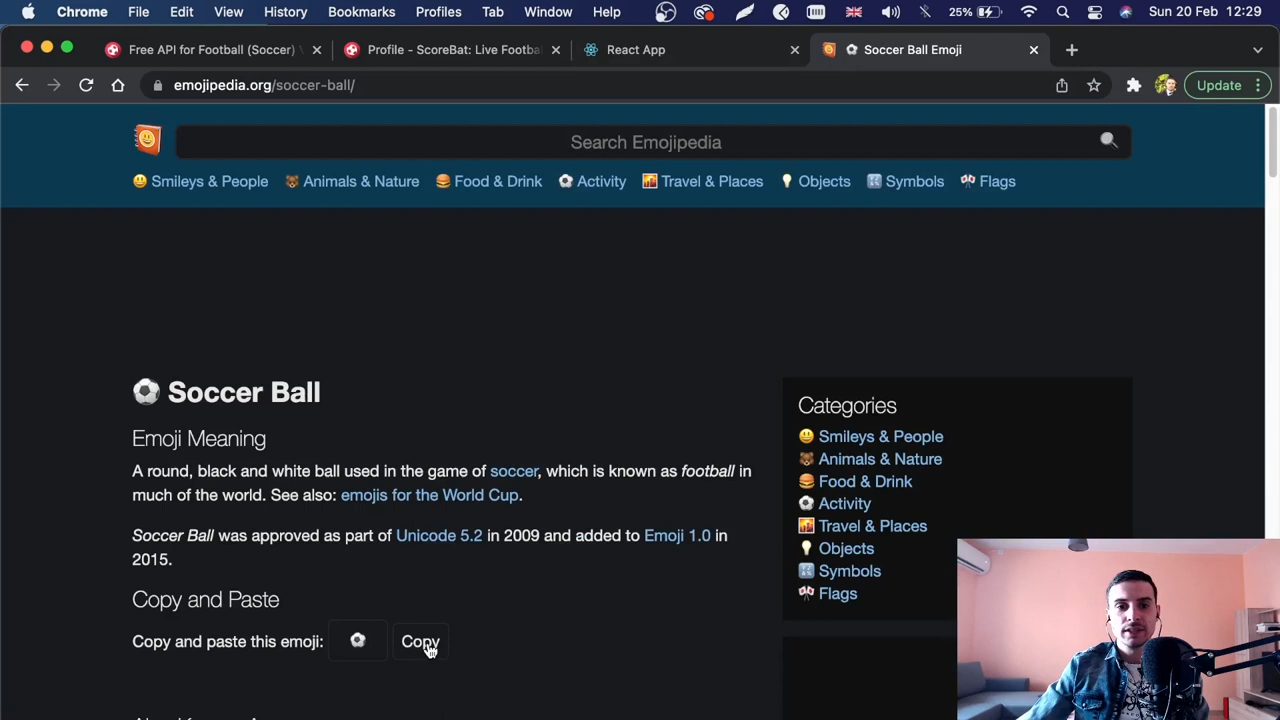 Chrome File Edit View History Bookmarks Profiles Tab Window Help 25% Sun 20 Feb 12:29
Free API for Football (Soccer) Profile - ScoreBat: Live Footba React App Soccer Ball Emoji
emojipedia.org/soccer-ball/ Update
Search Emojipedia
Smileys & People Animals & Nature Food & Drink Activity Travel & Places Objects Symbols Flags
Soccer Ball
Emoji Meaning
A round, black and white ball used in the game of soccer, which is known as football in
much of the world. See also: emojis for the World Cup.
Soccer Ball was approved as part of Unicode 5.2 in 2009 and added to Emoji 1.0 in
2015.
Copy and Paste
Copy and paste this emoji: Copy
Categories
Smileys & People
Animals & Nature
Food & Drink
Activity
Travel & Places
Objects
Symbols
Flags